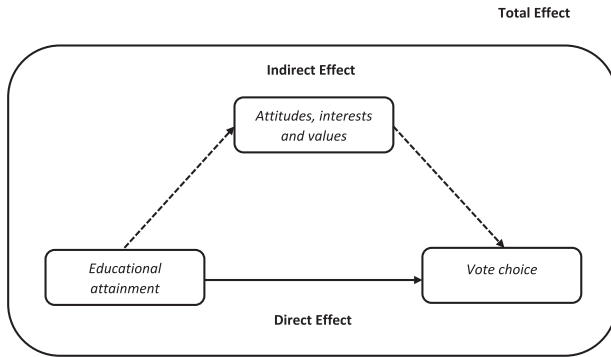 Total Effect
Indirect Effect
Attitudes, interests
and values
Educational
attainment
Vote choice
Direct Effect